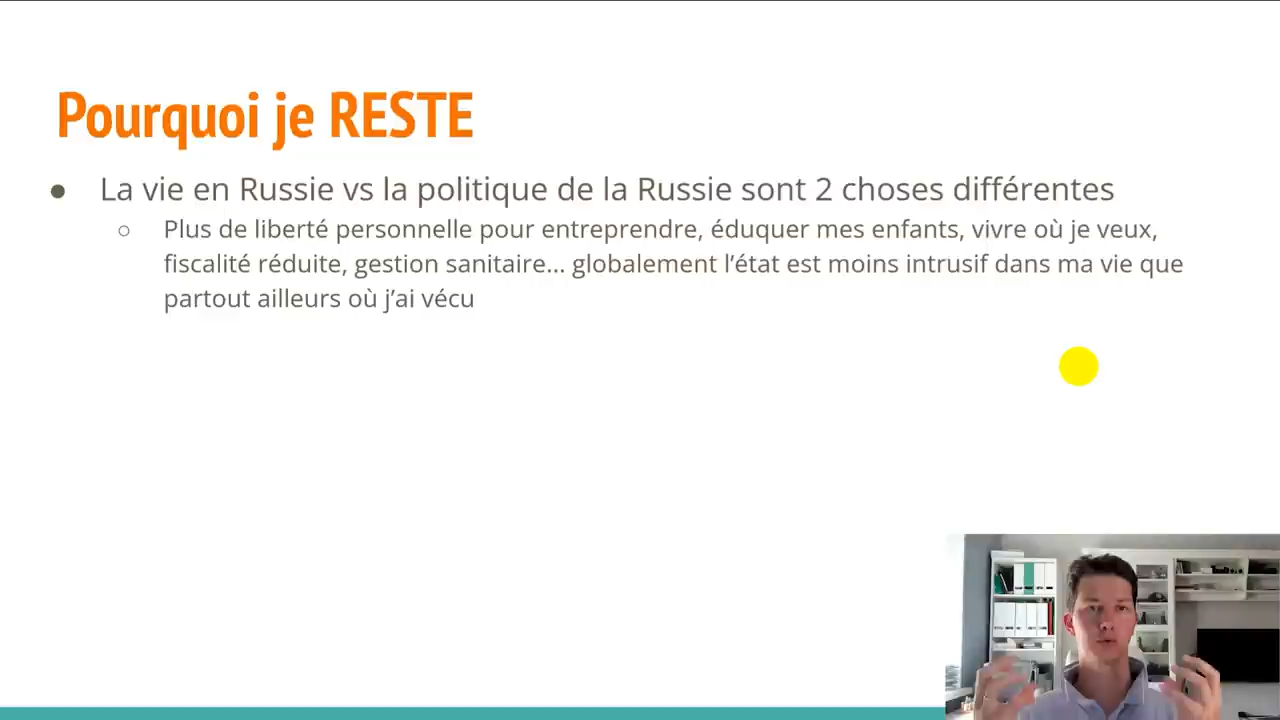 Pourquoi je RESTE
● La vie en Russie vs la politique de la Russie sont 2 choses différentes
○ Plus de liberté personnelle pour entreprendre, éduquer mes enfants, vivre où je veux,
fiscalité réduite, gestion sanitaire... globalement l’état est moins intrusif dans ma vie que
partout ailleurs où j’ai vécu